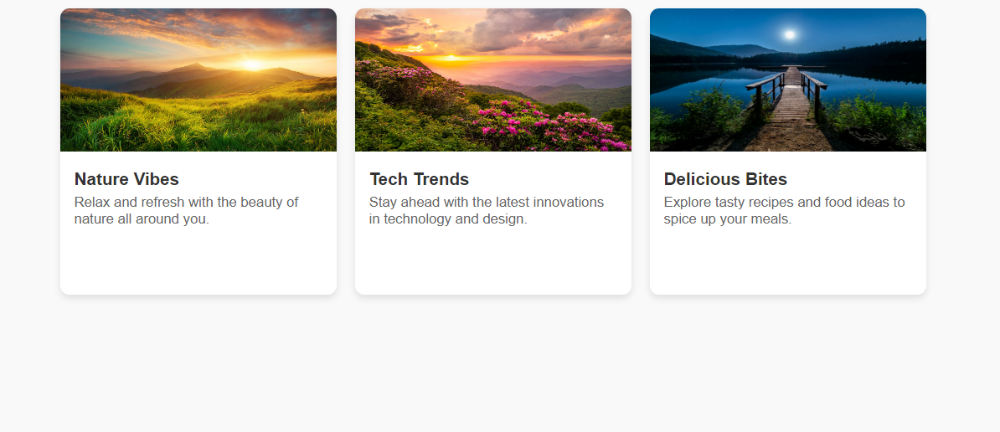 Nature Vibes
Relax and refresh with the beauty of
nature all around you.
Tech Trends
Stay ahead with the latest innovations
in technology and design.
Delicious Bites
Explore tasty recipes and food ideas to
spice up your meals.